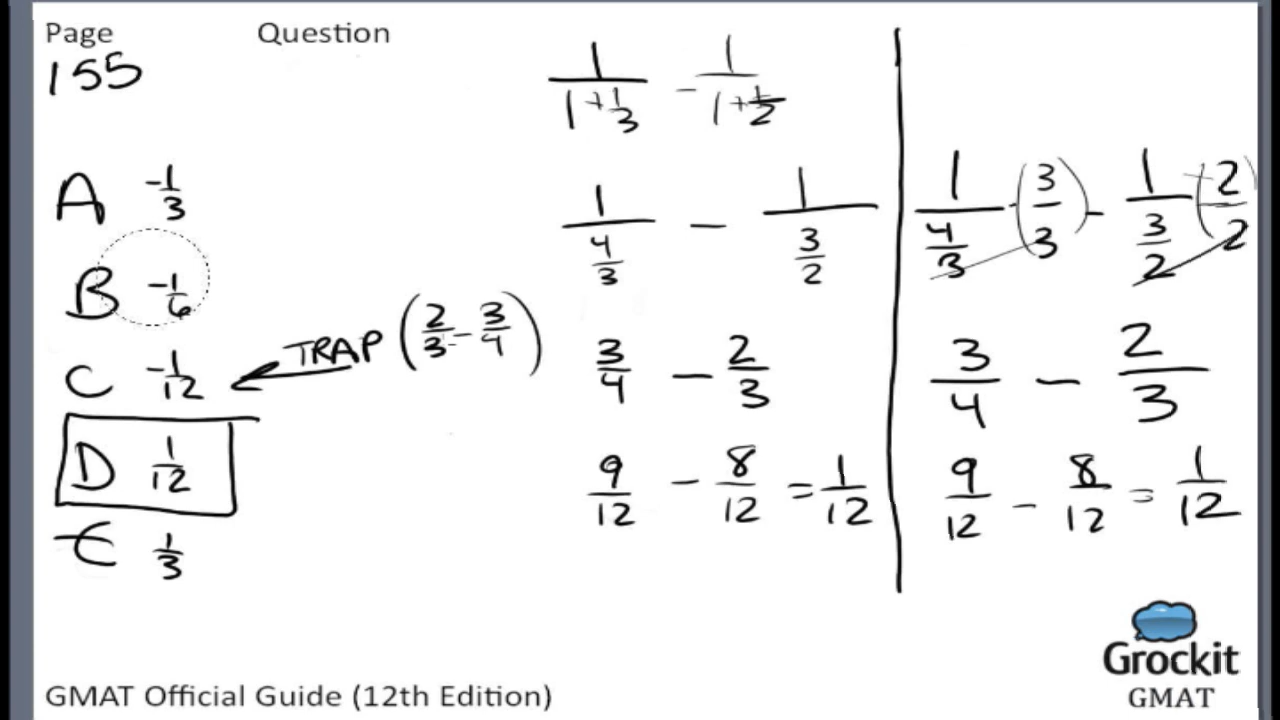 Page Question
155
1/(1+1/3) - 1/(1+1/2)
A -1/3
1/(4/3) - 1/(3/2)
1/(4/3) · (3/3) - 1/(3/2) (2/2)
B -1/6
TRAP (2/3 - 3/4)
C -1/12
3/4 - 2/3
3/4 - 2/3
D 1/12
9/12 - 8/12 = 1/12
9/12 - 8/12 = 1/12
E 1/3
Grockit
GMAT
GMAT Official Guide (12th Edition)